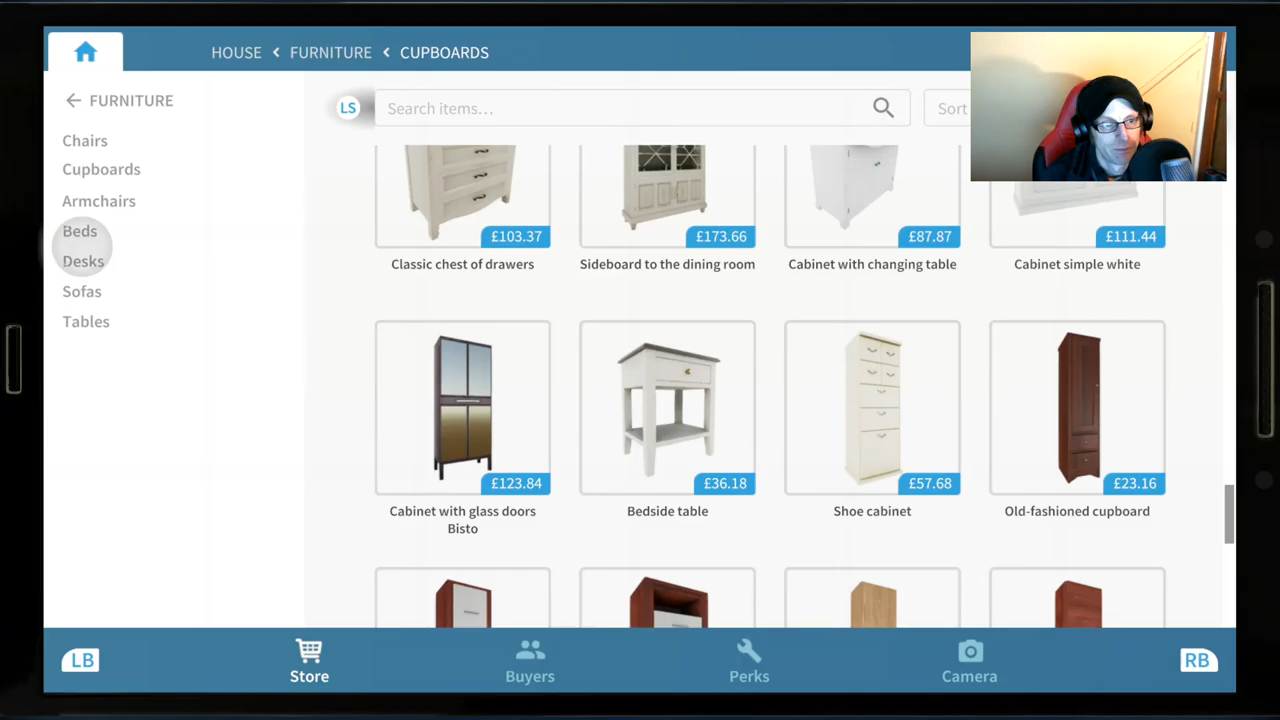 HOUSE
FURNITURE
CUPBOARDS
FURNITURE
Chairs
Cupboards
Armchairs
Beds
Desks
Sofas
Tables
LS
Search items...
Sort
£103.37
£173.66
£87.87
£111.44
Classic chest of drawers
Sideboard to the dining room
Cabinet with changing table
Cabinet simple white
£123.84
£36.18
£57.68
£23.16
Cabinet with glass doors
Bisto
Bedside table
Shoe cabinet
Old-fashioned cupboard
LB
Store
Buyers
Perks
Camera
RB